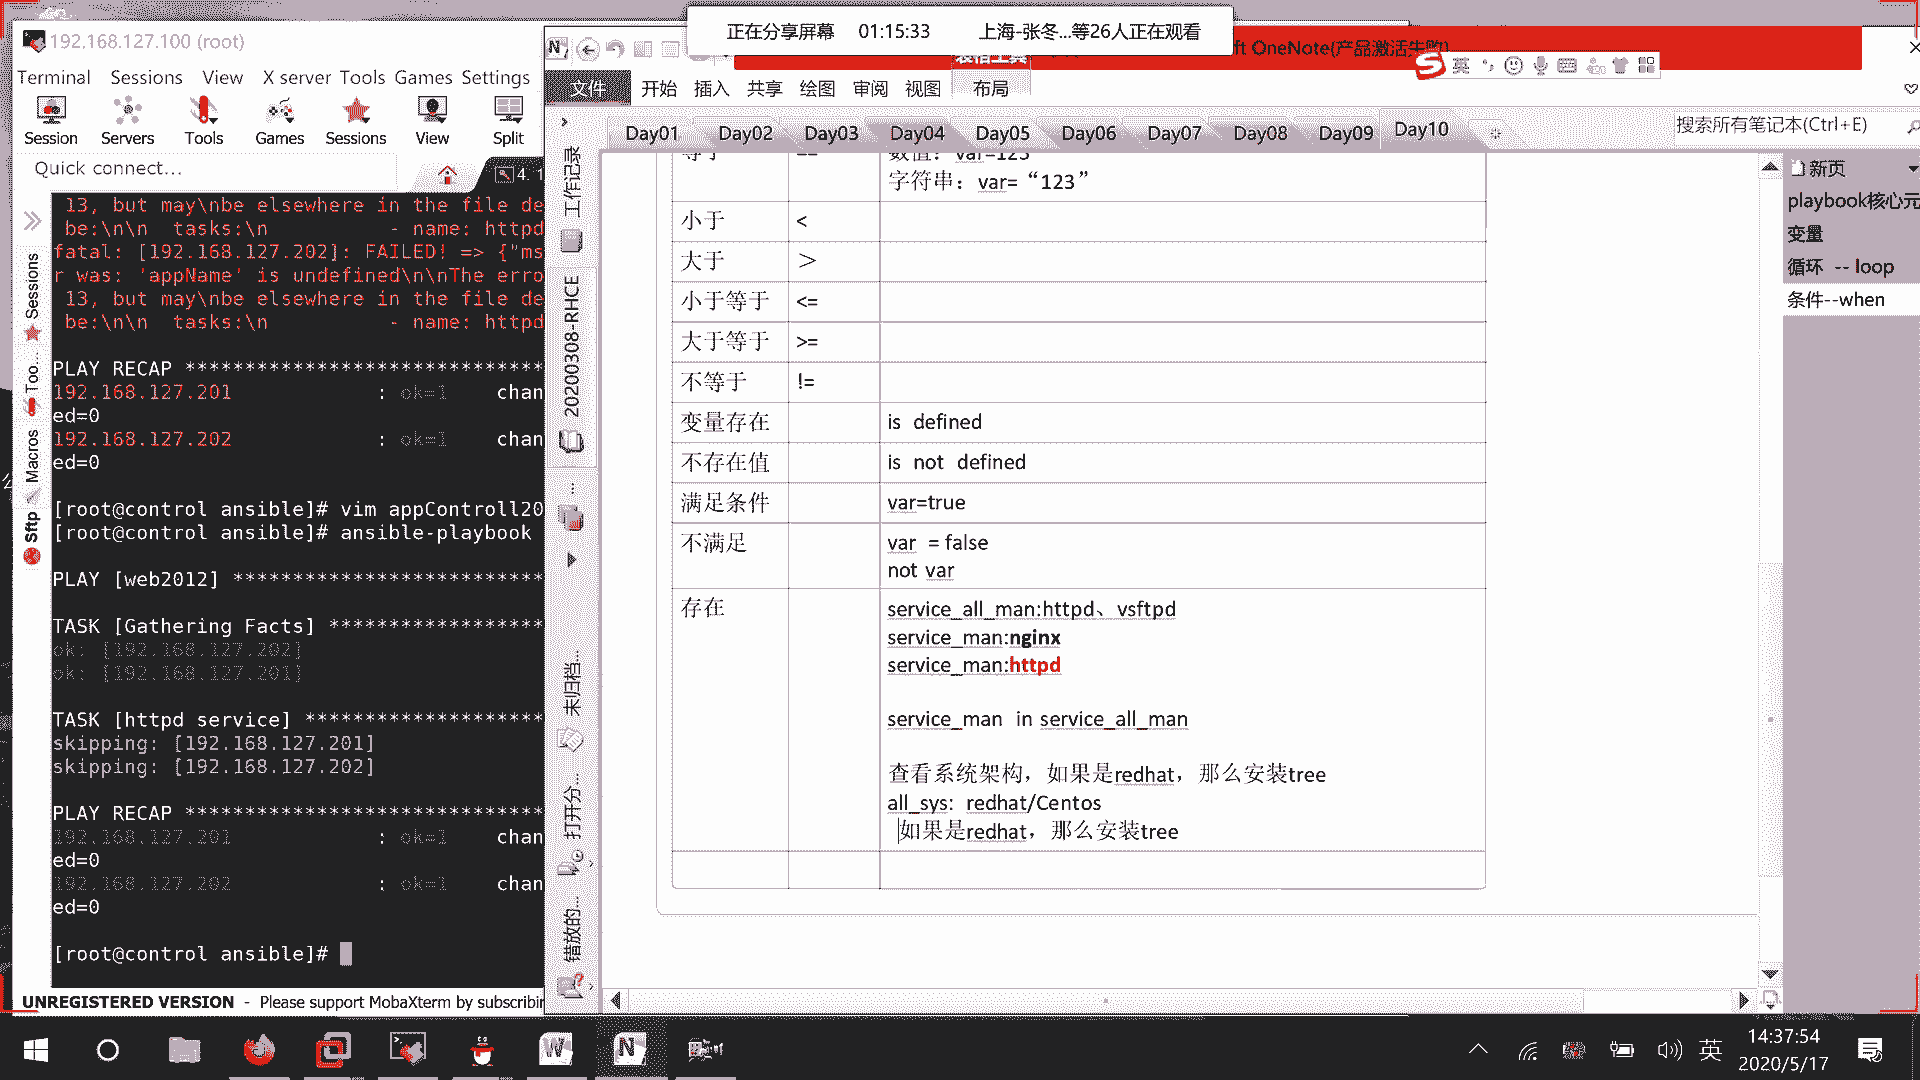 正在分享屏幕 01:15:33 上海-张冬...等26人正在观看
192.168.127.100 (root)
ft OneNote(产品激活失败)
Terminal Sessions View X server Tools Games Settings
文件 开始 插入 共享 绘图 审阅 视图 布局
表格工具
英
Session Servers Tools Games Sessions View Split
Day01 Day02 Day03 Day04 Day05 Day06 Day07 Day08 Day09 Day10
搜索所有笔记本(Ctrl+E)
Quick connect...
4. 1
13, but may\nbe elsewhere in the file de
be:\n\n  tasks:\n          - name: httpd
fatal: [192.168.127.202]: FAILED! => {"ms
r was: 'appName' is undefined\n\nThe erro
13, but may\nbe elsewhere in the file de
be:\n\n  tasks:\n          - name: httpd
PLAY RECAP ******************************
192.168.127.201 : ok=1 chan
ed=0
192.168.127.202 : ok=1 chan
ed=0
[root@control ansible]# vim appControll20
[root@control ansible]# ansible-playbook
PLAY [web2012] **************************
TASK [Gathering Facts] ******************
ok: [192.168.127.202]
ok: [192.168.127.201]
TASK [httpd service] ********************
skipping: [192.168.127.201]
skipping: [192.168.127.202]
PLAY RECAP ******************************
192.168.127.201 : ok=1 chan
ed=0
192.168.127.202 : ok=1 chan
ed=0
[root@control ansible]#
UNREGISTERED VERSION - Please support MobaXterm by subscribin
Sessions
Too...
Macros
Sftp
工作记录
20200308-RHCE
未归档...
打开分...
错放的...
等于 == 数值：var=123
字符串：var= “123”
小于 <
大于 ＞
小于等于 <=
大于等于 >=
不等于 !=
变量存在 is defined
不存在值 is not defined
满足条件 var=true
不满足 var = false
not var
存在 service_all_man:httpd、vsftpd
service_man:nginx
service_man:httpd
service_man in service_all_man
查看系统架构，如果是redhat，那么安装tree
all_sys: redhat/Centos
如果是redhat，那么安装tree
新页
playbook核心元
变量
循环 -- loop
条件--when
英
14:37:54
2020/5/17